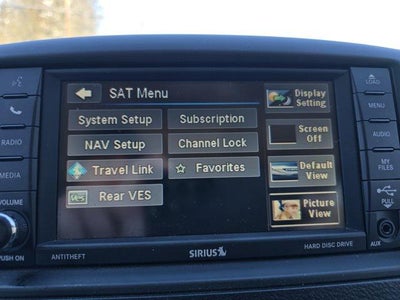 SAT Menu
System Setup
Subscription
NAV Setup
Channel Lock
Travel Link
Favorites
Rear VES
Display
Setting
Screen
Off
Default
View
Picture
View
RADIO
MEDIA
VOLUME
PUSH ON
LOAD
MENU
AUDIO
MY
FILES
PULL
AUX
ANTITHEFT
SIRIUS
HARD DISC DRIVE